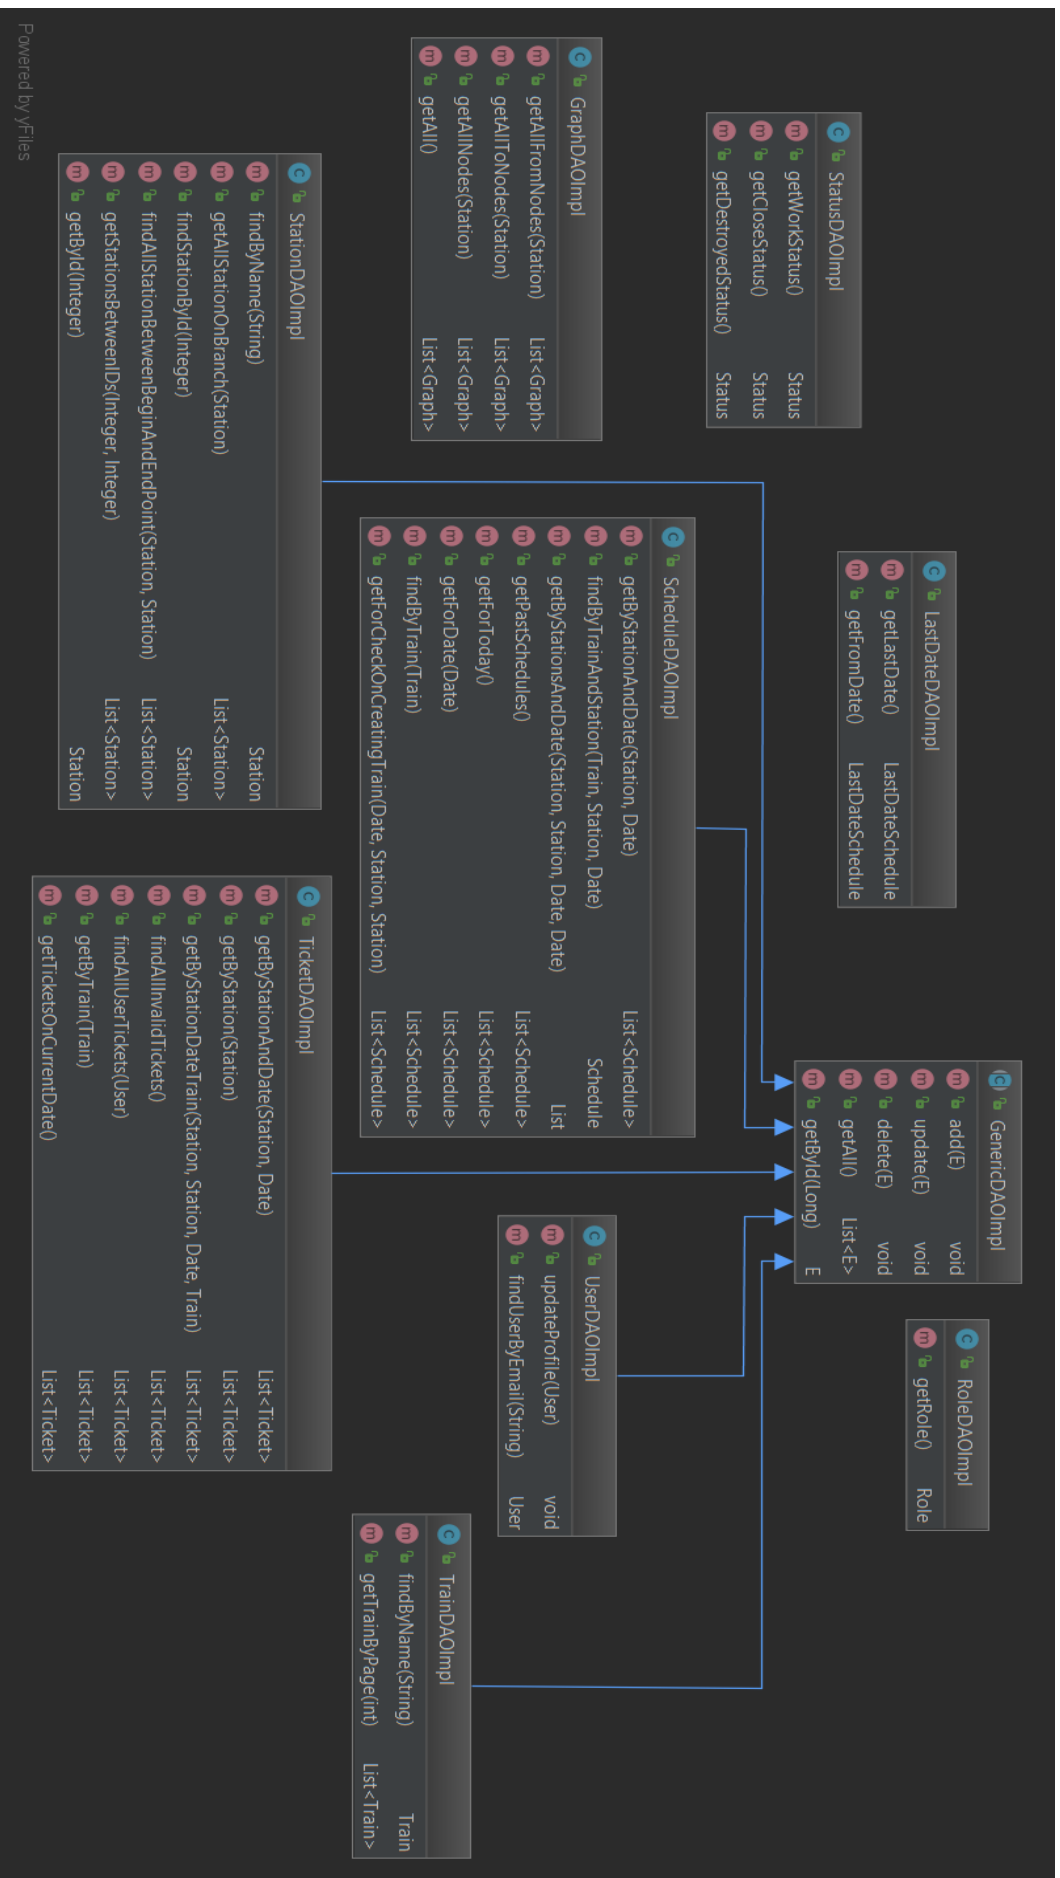 StatusDAOImpl
getWorkStatus() Status
getCloseStatus() Status
getDestroyedStatus() Status
LastDateDAOImpl
getLastDate() LastDateSchedule
getFromDate() LastDateSchedule
GenericDAOImpl
add(E) void
update(E) void
delete(E) void
getAll() List<E>
getById(Long) E
RoleDAOImpl
getRole() Role
GraphDAOImpl
getAllFromNodes(Station) List<Graph>
getAllToNodes(Station) List<Graph>
getAllNodes(Station) List<Graph>
getAll() List<Graph>
ScheduleDAOImpl
getByStationAndDate(Station, Date) List<Schedule>
findByTrainAndStation(Train, Station, Date) Schedule
getByStationsAndDate(Station, Station, Date, Date) List
getPastSchedules() List<Schedule>
getForToday() List<Schedule>
getForDate(Date) List<Schedule>
findByTrain(Train) List<Schedule>
getForCheckOnCreatingTrain(Date, Station, Station) List<Schedule>
UserDAOImpl
updateProfile(User) void
findUserByEmail(String) User
TrainDAOImpl
findByName(String) Train
getTrainByPage(int) List<Train>
StationDAOImpl
findByName(String) Station
getAllStationOnBranch(Station) List<Station>
findStationById(Integer) Station
findAllStationBetweenBeginAndEndPoint(Station, Station) List<Station>
getStationsBetweenIDs(Integer, Integer) List<Station>
getById(Integer) Station
TicketDAOImpl
getByStationAndDate(Station, Date) List<Ticket>
getByStation(Station) List<Ticket>
getByStationDateTrain(Station, Station, Date, Train) List<Ticket>
findAllInvalidTickets() List<Ticket>
findAllUserTickets(User) List<Ticket>
getByTrain(Train) List<Ticket>
getTicketsOnCurrentDate() List<Ticket>
Powered by yFiles